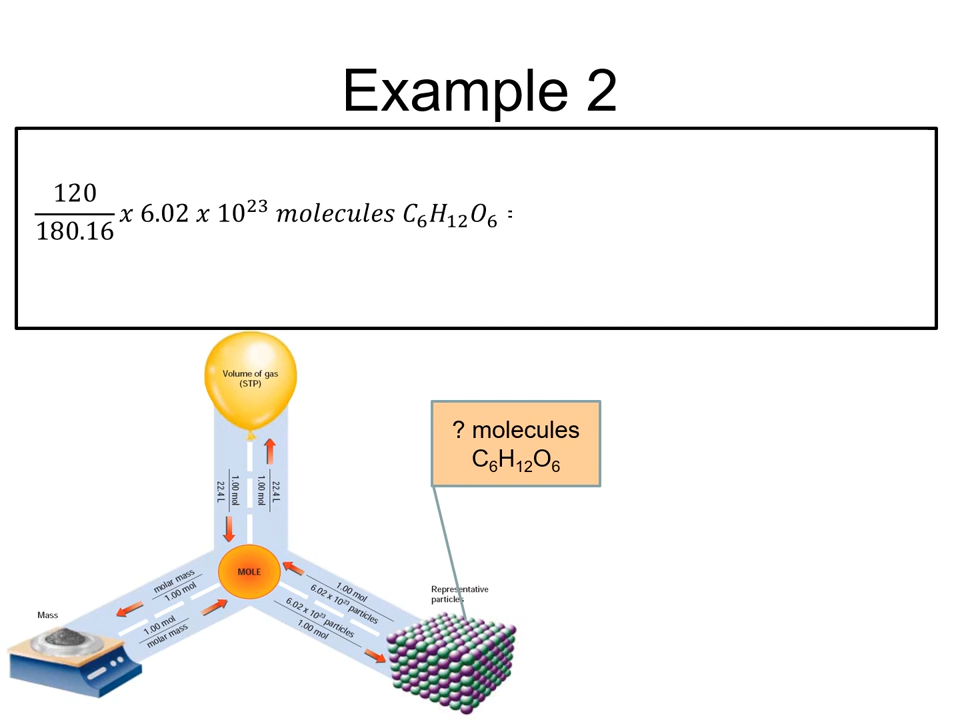 Example 2
120
180.16
x 6.02 x 10²³ molecules C₆H₁₂O₆ =
Volume of gas
(STP)
? molecules
C₆H₁₂O₆
1.00 mol
22.4 L
22.4 L
1.00 mol
MOLE
molar mass
1.00 mol
1.00
6.02 x 10²³ particles
Representative
particles
Mass
1.00 mol
molar mass
6.02 x 10²³ particles
1.00 mol